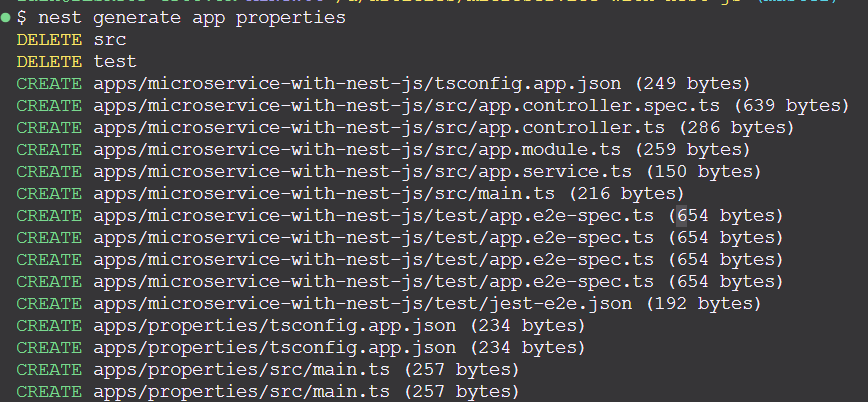 $ nest generate app properties
DELETE src
DELETE test
CREATE apps/microservice-with-nest-js/tsconfig.app.json (249 bytes)
CREATE apps/microservice-with-nest-js/src/app.controller.spec.ts (639 bytes)
CREATE apps/microservice-with-nest-js/src/app.controller.ts (286 bytes)
CREATE apps/microservice-with-nest-js/src/app.module.ts (259 bytes)
CREATE apps/microservice-with-nest-js/src/app.service.ts (150 bytes)
CREATE apps/microservice-with-nest-js/src/main.ts (216 bytes)
CREATE apps/microservice-with-nest-js/test/app.e2e-spec.ts (654 bytes)
CREATE apps/microservice-with-nest-js/test/app.e2e-spec.ts (654 bytes)
CREATE apps/microservice-with-nest-js/test/app.e2e-spec.ts (654 bytes)
CREATE apps/microservice-with-nest-js/test/app.e2e-spec.ts (654 bytes)
CREATE apps/microservice-with-nest-js/test/jest-e2e.json (192 bytes)
CREATE apps/properties/tsconfig.app.json (234 bytes)
CREATE apps/properties/tsconfig.app.json (234 bytes)
CREATE apps/properties/src/main.ts (257 bytes)
CREATE apps/properties/src/main.ts (257 bytes)